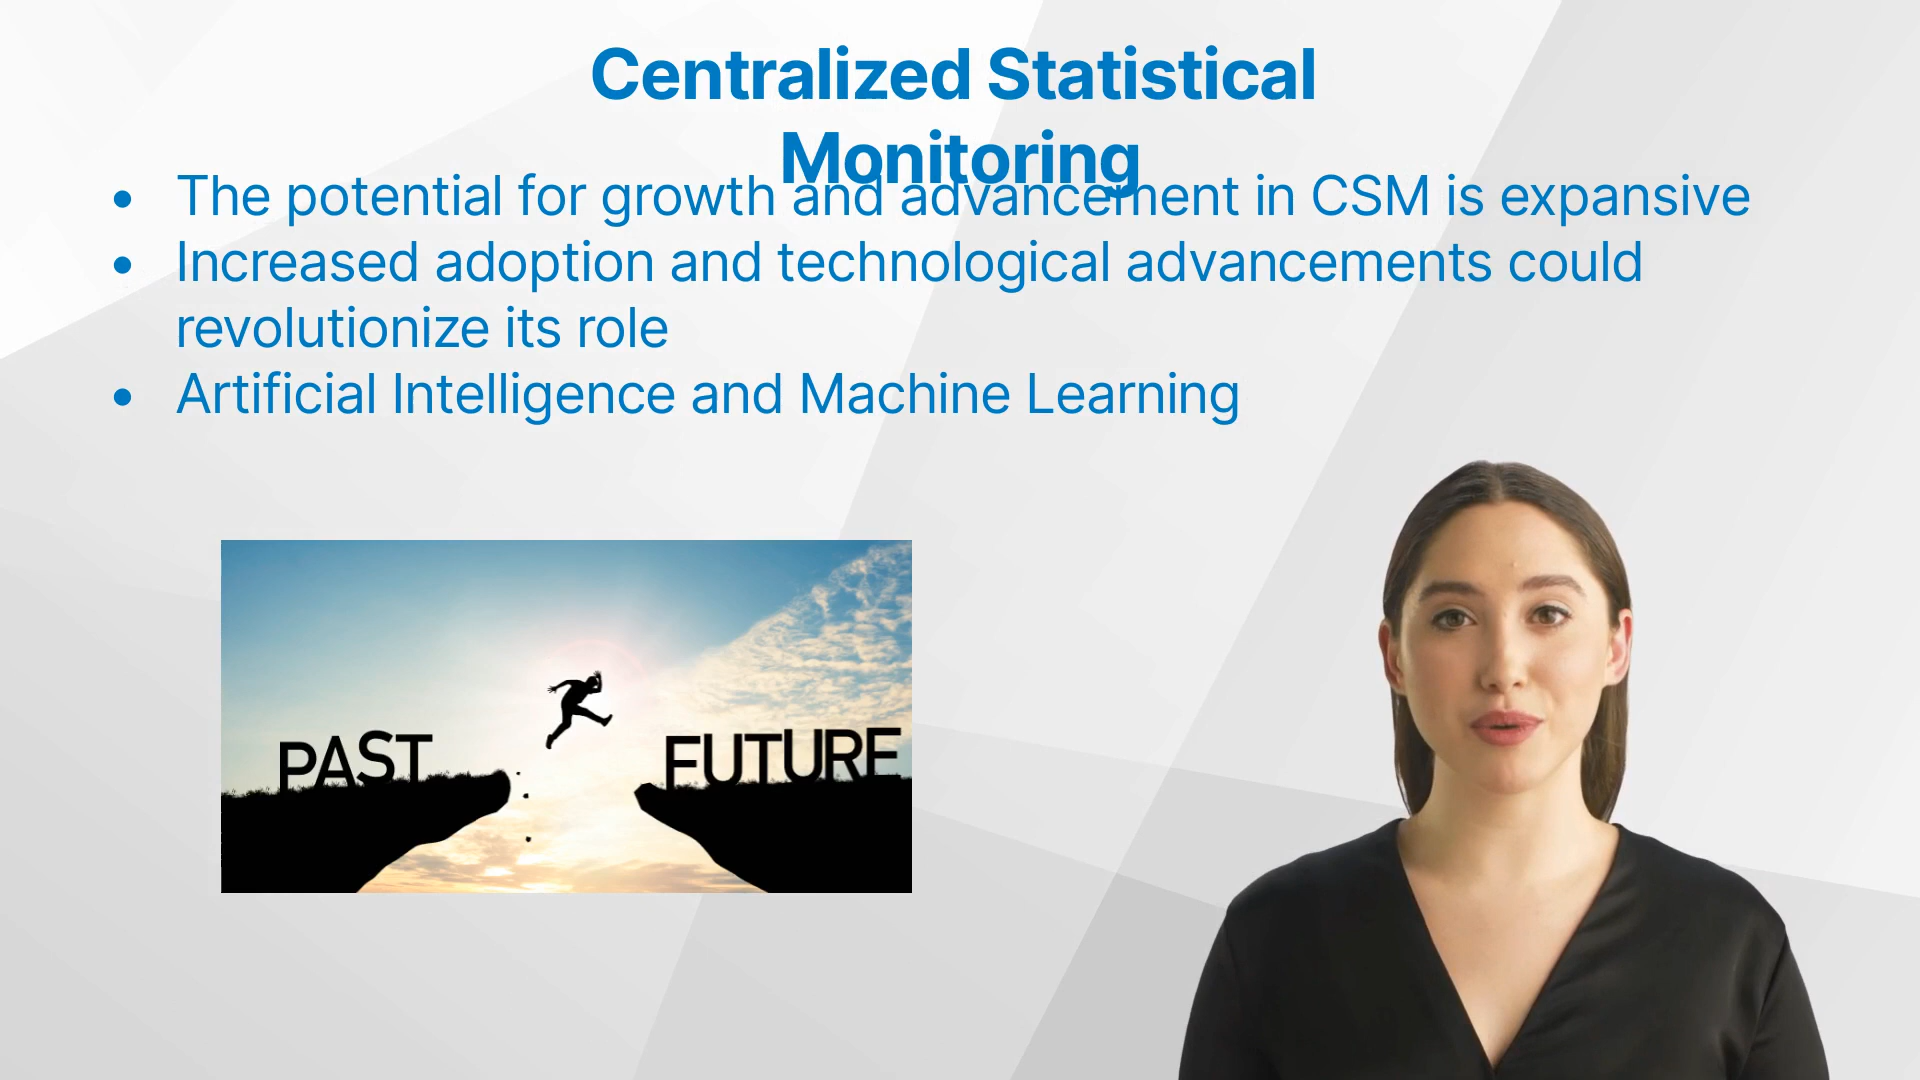 Centralized Statistical
Monitoring
• The potential for growth and advancement in CSM is expansive
• Increased adoption and technological advancements could
revolutionize its role
• Artificial Intelligence and Machine Learning
PAST
FUTURE